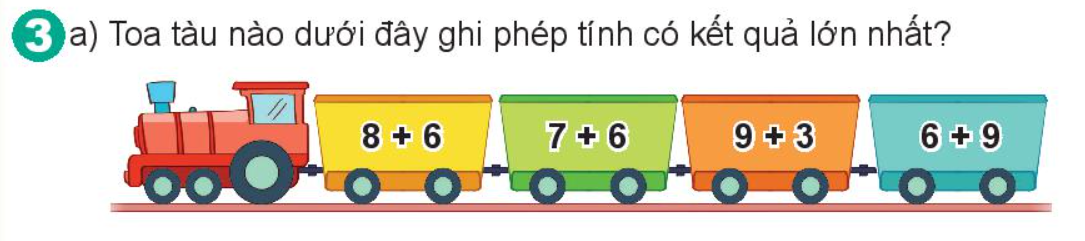 3 a) Toa tàu nào dưới đây ghi phép tính có kết quả lớn nhất?
8 + 6 7 + 6 9 + 3 6 + 9